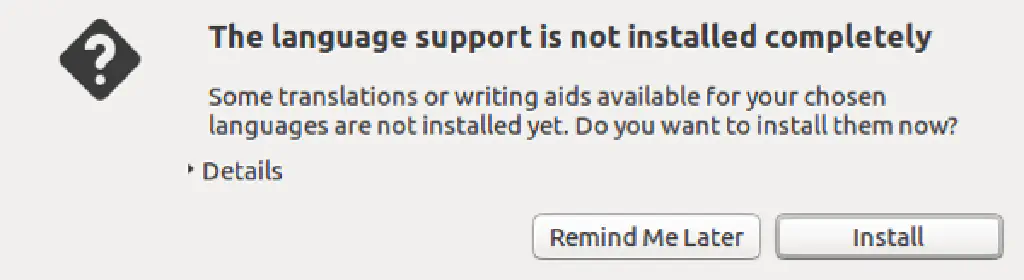 The language support is not installed completely
Some translations or writing aids available for your chosen
languages are not installed yet. Do you want to install them now?
Details
Remind Me Later
Install